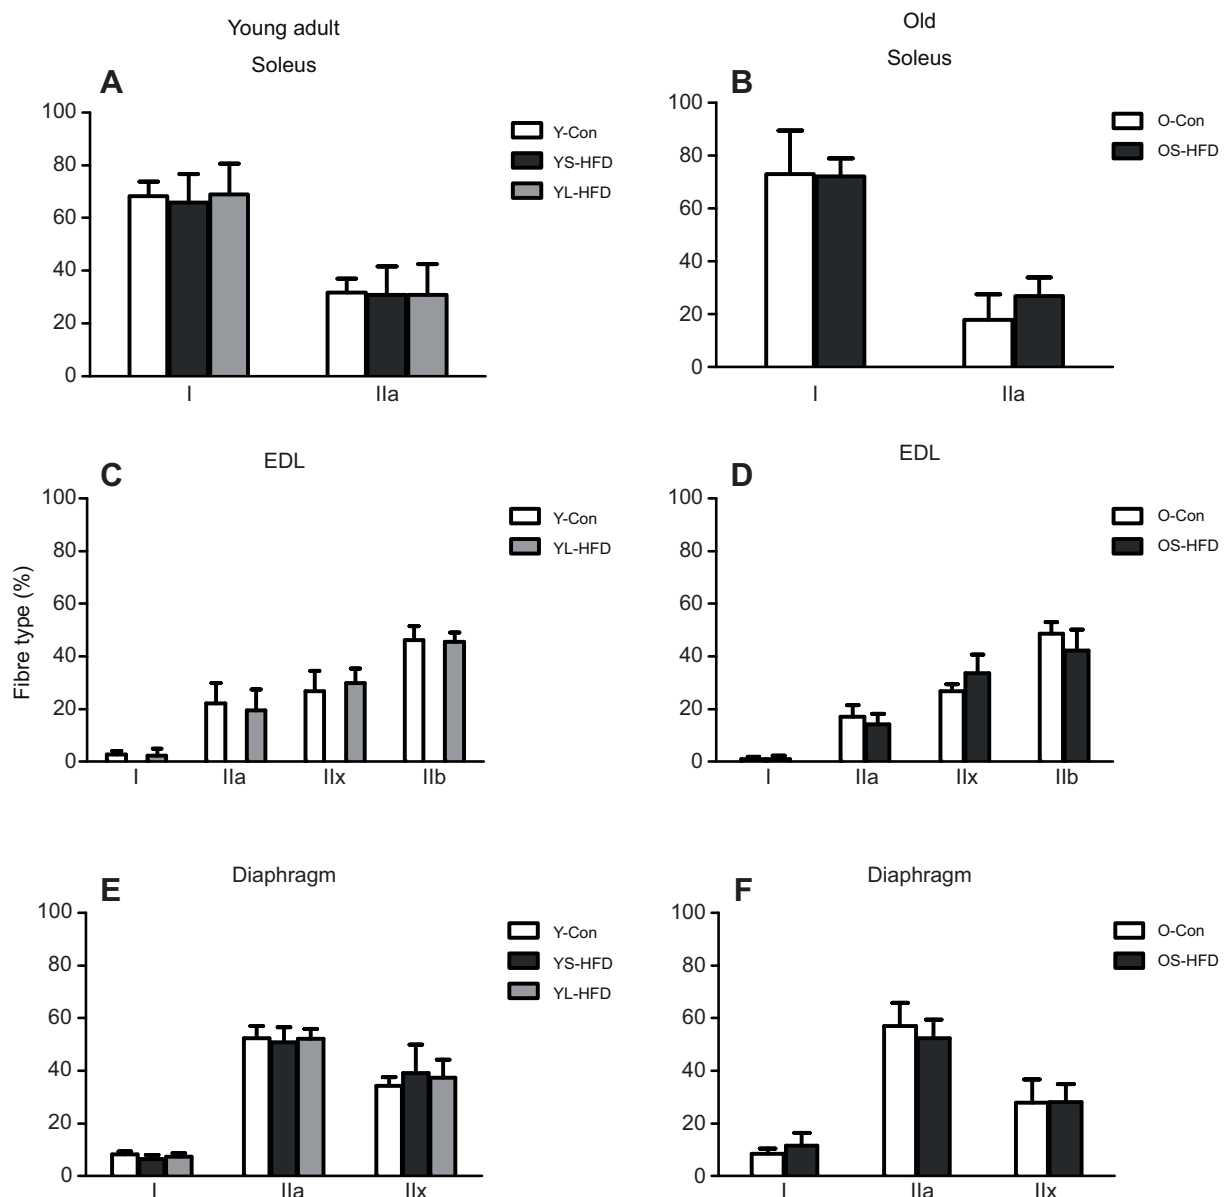 Young adult
Soleus
A
100
80
60
40
20
0
I IIa
Y-Con
YS-HFD
YL-HFD
Old
Soleus
B
100
80
60
40
20
0
I IIa
O-Con
OS-HFD
Fibre type (%)
EDL
C
100
80
60
40
20
0
I IIa IIx IIb
Y-Con
YL-HFD
EDL
D
100
80
60
40
20
0
I IIa IIx IIb
O-Con
OS-HFD
Diaphragm
E
100
80
60
40
20
0
I IIa IIx
Y-Con
YS-HFD
YL-HFD
Diaphragm
F
100
80
60
40
20
0
I IIa IIx
O-Con
OS-HFD